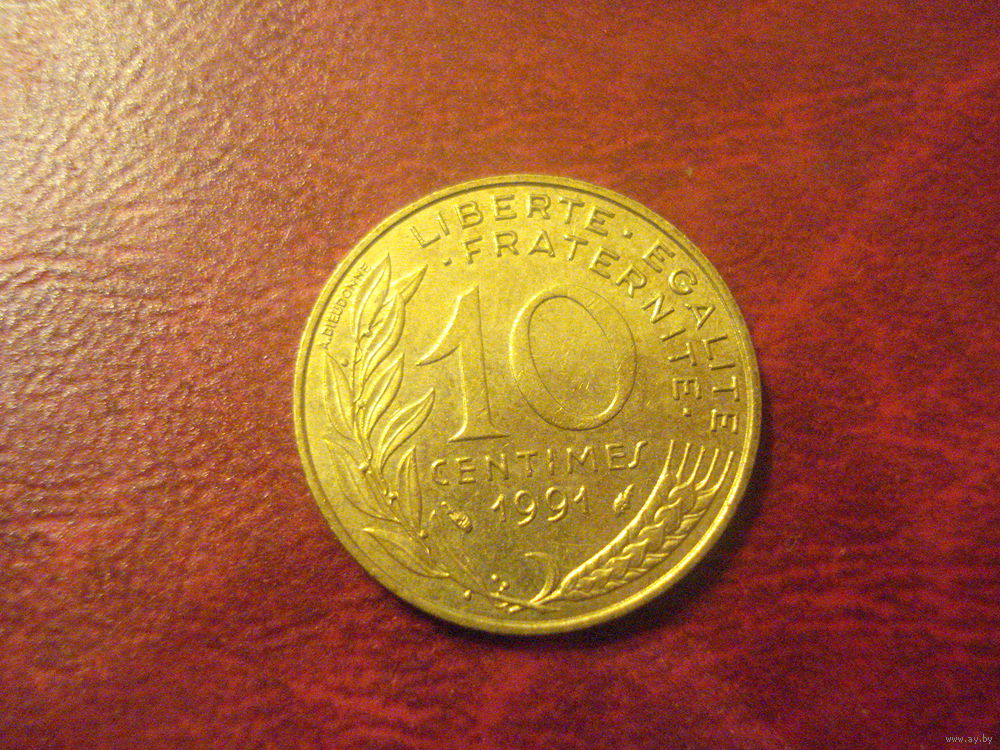 LIBERTE · EGALITE
· FRATERNITE ·
A.DIEUDONNE
10
CENTIMES
1991
www.ay.by